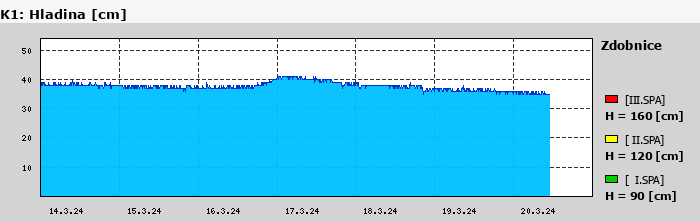 K1: Hladina [cm]
50
40
30
20
10
14.3.24 15.3.24 16.3.24 17.3.24 18.3.24 19.3.24 20.3.24
Zdobnice
[III.SPA]
H = 160 [cm]
[ II.SPA]
H = 120 [cm]
[ I.SPA]
H = 90 [cm]